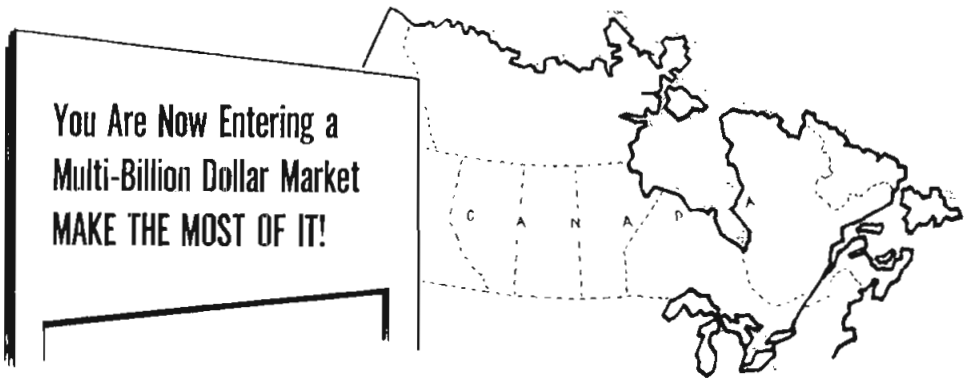 You Are Now Entering a
Multi-Billion Dollar Market
MAKE THE MOST OF IT!
C A N A D A